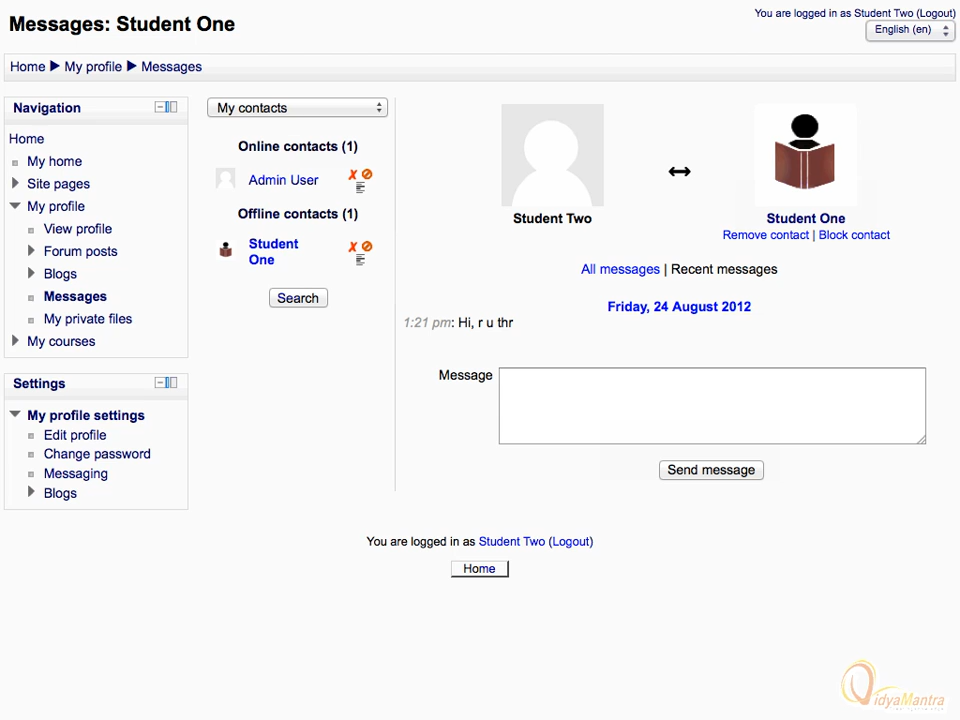 Messages: Student One
You are logged in as Student Two (Logout)
English (en)
Home ▶ My profile ▶ Messages
Navigation
Home
My home
Site pages
My profile
View profile
Forum posts
Blogs
Messages
My private files
My courses
Settings
My profile settings
Edit profile
Change password
Messaging
Blogs
My contacts
Online contacts (1)
Admin User
Offline contacts (1)
Student
One
Search
Student Two
Student One
Remove contact | Block contact
All messages | Recent messages
Friday, 24 August 2012
1:21 pm: Hi, r u thr
Message
Send message
You are logged in as Student Two (Logout)
Home
VidyaMantra